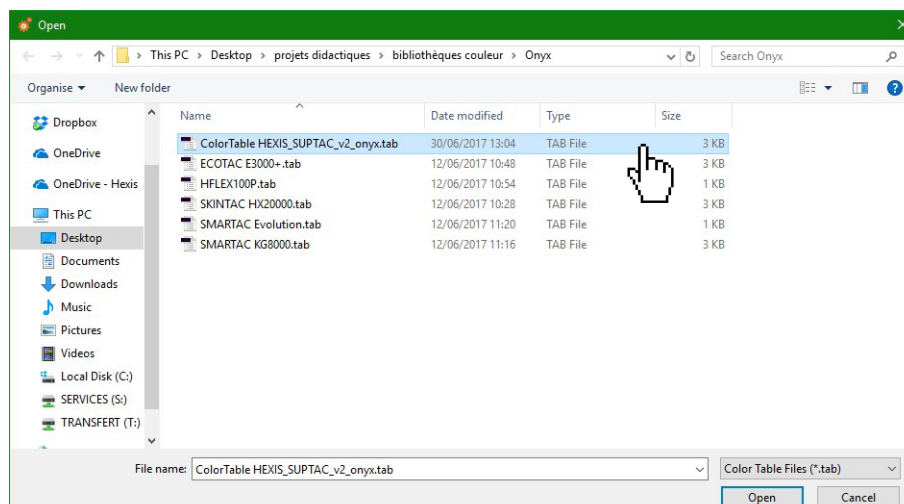 Open
This PC > Desktop > projets didactiques > bibliothèques couleur > Onyx
Search Onyx
Organise New folder
Name Date modified Type Size
ColorTable HEXIS_SUPTAC_v2_onyx.tab 30/06/2017 13:04 TAB File 3 KB
ECOTAC E3000+.tab 12/06/2017 10:48 TAB File 3 KB
HFLEX100P.tab 12/06/2017 10:54 TAB File 1 KB
SKINTAC HX20000.tab 12/06/2017 10:28 TAB File 3 KB
SMARTAC Evolution.tab 12/06/2017 11:20 TAB File 1 KB
SMARTAC KG8000.tab 12/06/2017 11:16 TAB File 3 KB
Dropbox
OneDrive
OneDrive - Hexis
This PC
Desktop
Documents
Downloads
Music
Pictures
Videos
Local Disk (C:)
SERVICES (S:)
TRANSFERT (T:)
File name: ColorTable HEXIS_SUPTAC_v2_onyx.tab Color Table Files (*.tab)
Open Cancel